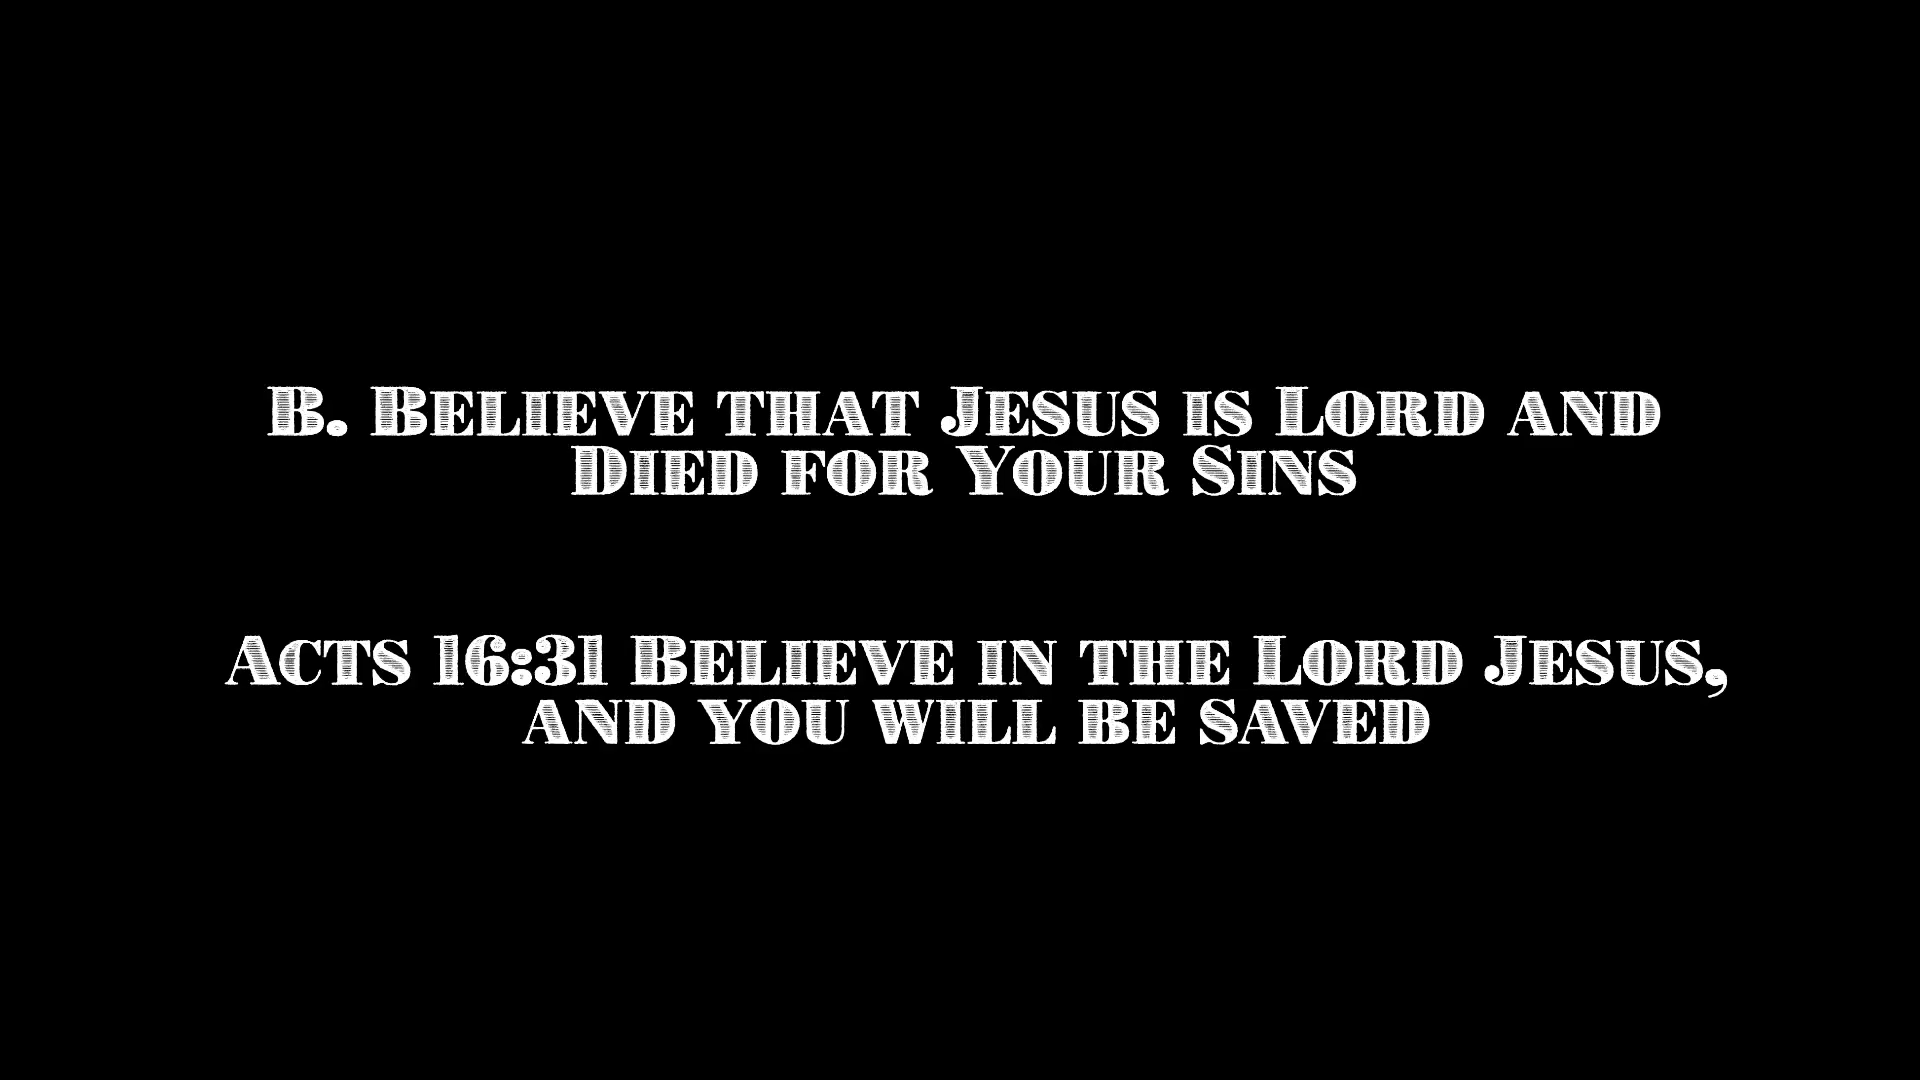 B. Believe that Jesus is Lord and
Died for Your Sins
Acts 16:31 Believe in the Lord Jesus,
and you will be saved